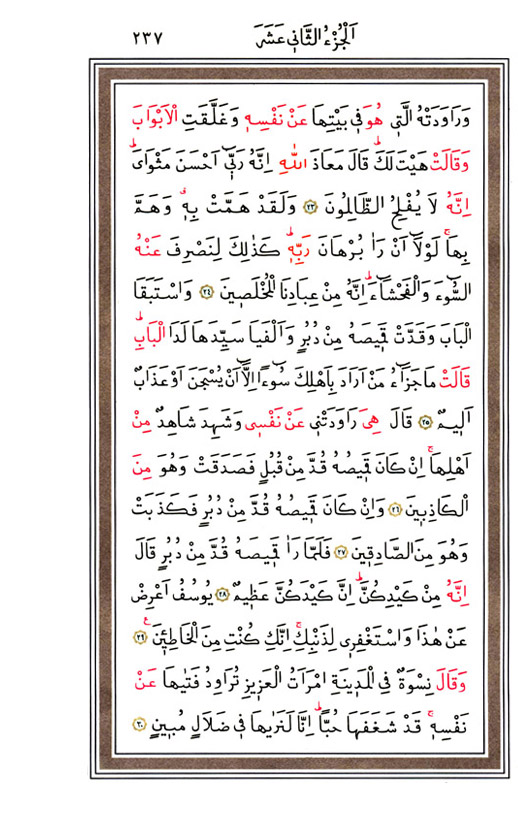 اَلْجُزْءُ الثَّانٖي عَشَرَ ٢٣٧
وَرَاوَدَتْهُ الَّتٖي هُوَ فٖي بَيْتِهَا عَنْ نَفْسِهٖ وَغَلَّقَتِ الْاَبْوَابَ
وَقَالَتْ هَيْتَ لَكَۜ قَالَ مَعَاذَ اللّٰهِ اِنَّهُ رَبّٖٓي اَحْسَنَ مَثْوَايَۜ
اِنَّهُ لَا يُفْلِحُ الظَّالِمُونَ ﴿٢٣﴾ وَلَقَدْ هَمَّتْ بِهٖۚ وَهَمَّ
بِهَاۚ لَوْلَٓا اَنْ رَاٰ بُرْهَانَ رَبِّهٖۜ كَذٰلِكَ لِنَصْرِفَ عَنْهُ
السُّٓوءَ وَالْفَحْشَٓاءَۜ اِنَّهُ مِنْ عِبَادِنَا الْمُخْلَصٖينَ ﴿٢٤﴾ وَاسْتَبَقَا
الْبَابَ وَقَدَّتْ قَمٖيصَهُ مِنْ دُبُرٍ وَاَلْفَيَا سَيِّدَهَا لَدَا الْبَابِۜ
قَالَتْ مَا جَزَٓاءُ مَنْ اَرَادَ بِاَهْلِكَ سُٓوءًا اِلَّٓا اَنْ يُسْجَنَ اَوْ عَذَابٌ
اَلٖيمٌ ﴿٢٥﴾ قَالَ هِيَ رَاوَدَتْنٖي عَنْ نَفْسٖي وَشَهِدَ شَاهِدٌ مِنْ
اَهْلِهَاۚ اِنْ كَانَ قَمٖيصُهُ قُدَّ مِنْ قُبُلٍ فَصَدَقَتْ وَهُوَ مِنَ
الْكَاذِبٖينَ ﴿٢٦﴾ وَاِنْ كَانَ قَمٖيصُهُ قُدَّ مِنْ دُبُرٍ فَكَذَبَتْ
وَهُوَ مِنَ الصَّادِقٖينَ ﴿٢٧﴾ فَلَمَّا رَاٰ قَمٖيصَهُ قُدَّ مِنْ دُبُرٍ قَالَ
اِنَّهُ مِنْ كَيْدِكُنَّۜ اِنَّ كَيْدَكُنَّ عَظٖيمٌ ﴿٢٨﴾ يُوسُفُ اَعْرِضْ
عَنْ هٰذَا وَاسْتَغْفِرٖي لِذَنْبِكِۚ اِنَّكِ كُنْتِ مِنَ الْخَاطِـٖٔينَ ﴿٢٩﴾
وَقَالَ نِسْوَةٌ فِي الْمَدٖينَةِ امْرَاَتُ الْعَزٖيزِ تُرَاوِدُ فَتٰيهَا عَنْ
نَفْسِهٖۚ قَدْ شَغَفَهَا حُبًّاۜ اِنَّا لَنَرٰيهَا فٖي ضَلَالٍ مُبٖينٍ ﴿٣٠﴾